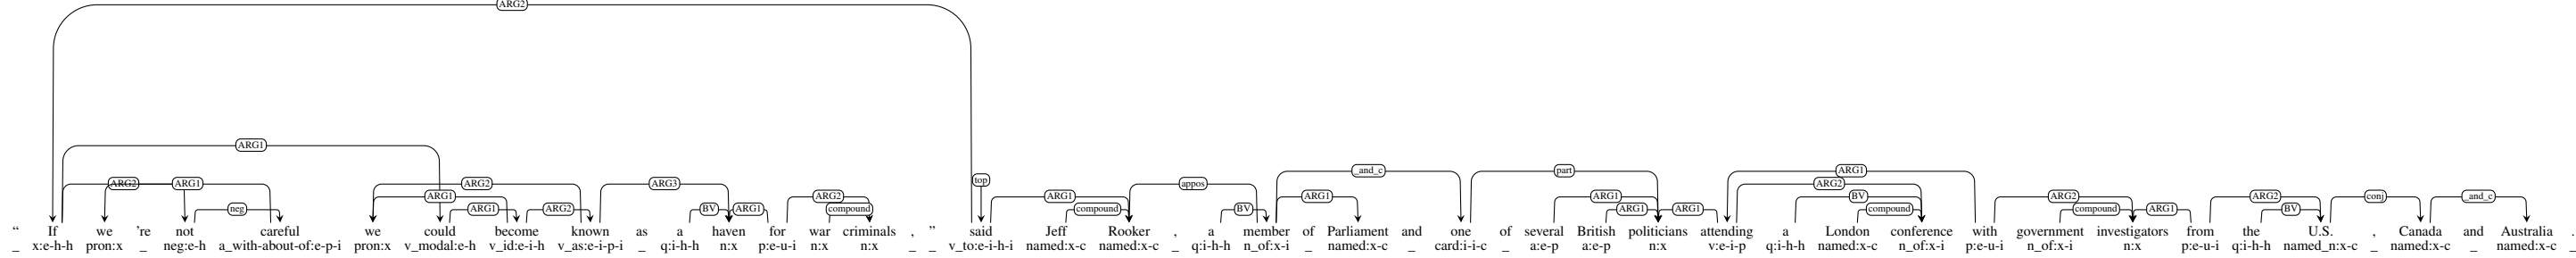 ARG2
ARG1
top
_and_c part ARG1
ARG2 ARG1 ARG2 ARG3 appos ARG2
ARG1 ARG2 ARG1 ARG1 ARG1 BV ARG2 ARG2 conj _and_c
neg ARG1 ARG2 BV ARG1 compound compound BV ARG1 ARG1 compound compound ARG1 BV
“ If we 're not careful we could become known as a haven for war criminals , ” said Jeff Rooker , a member of Parliament and one of several British politicians attending a London conference with government investigators from the U.S. , Canada and Australia .
_ x:e-h-h pron:x _ neg:e-h a_with-about-of:e-p-i pron:x v_modal:e-h v_id:e-i-h v_as:e-i-p-i _ q:i-h-h n:x p:e-u-i n:x n:x _ _ v_to:e-i-h-i named:x-c named:x-c _ q:i-h-h n_of:x-i _ named:x-c _ card:i-i-c _ a:e-p a:e-p n:x v:e-i-p q:i-h-h named:x-c n_of:x-i p:e-u-i n_of:x-i n:x p:e-u-i q:i-h-h named_n:x-c _ named:x-c _ named:x-c _